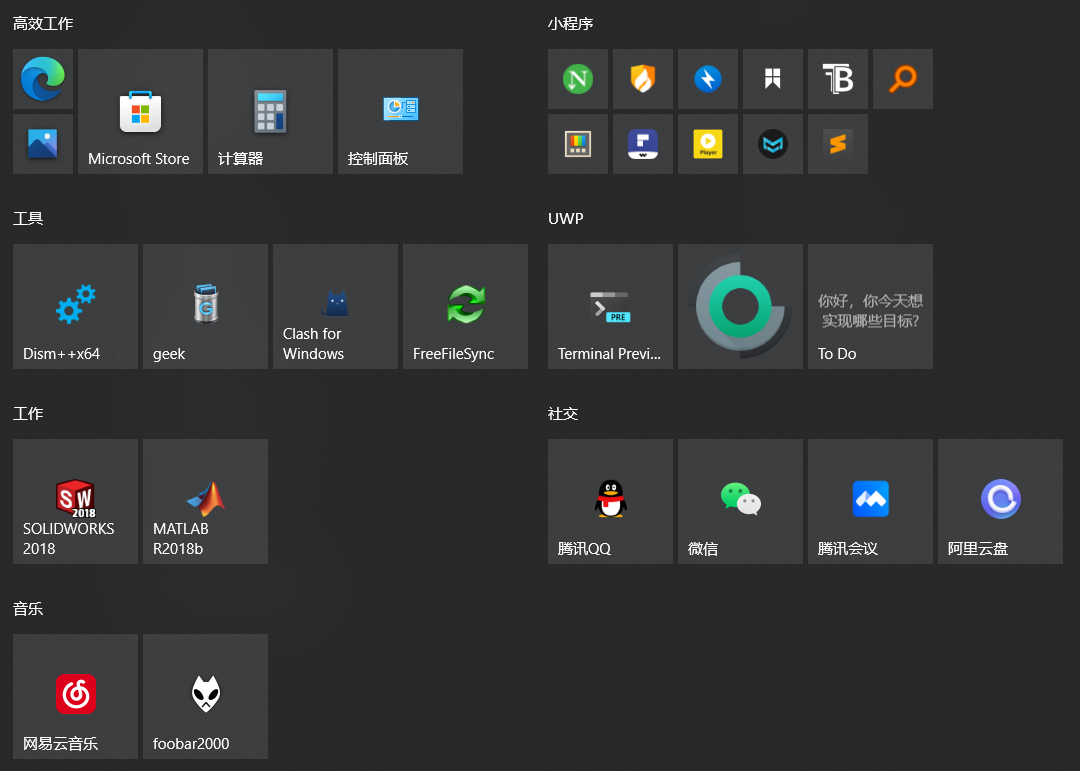 高效工作
Microsoft Store
计算器
控制面板
小程序
N
TB
W
Player
工具
Dism++x64
G
geek
Clash for
Windows
FreeFileSync
UWP
PRE
Terminal Previ...
你好，你今天想
实现哪些目标?
To Do
工作
SW
2018
SOLIDWORKS
2018
MATLAB
R2018b
社交
腾讯QQ
微信
腾讯会议
阿里云盘
音乐
网易云音乐
foobar2000